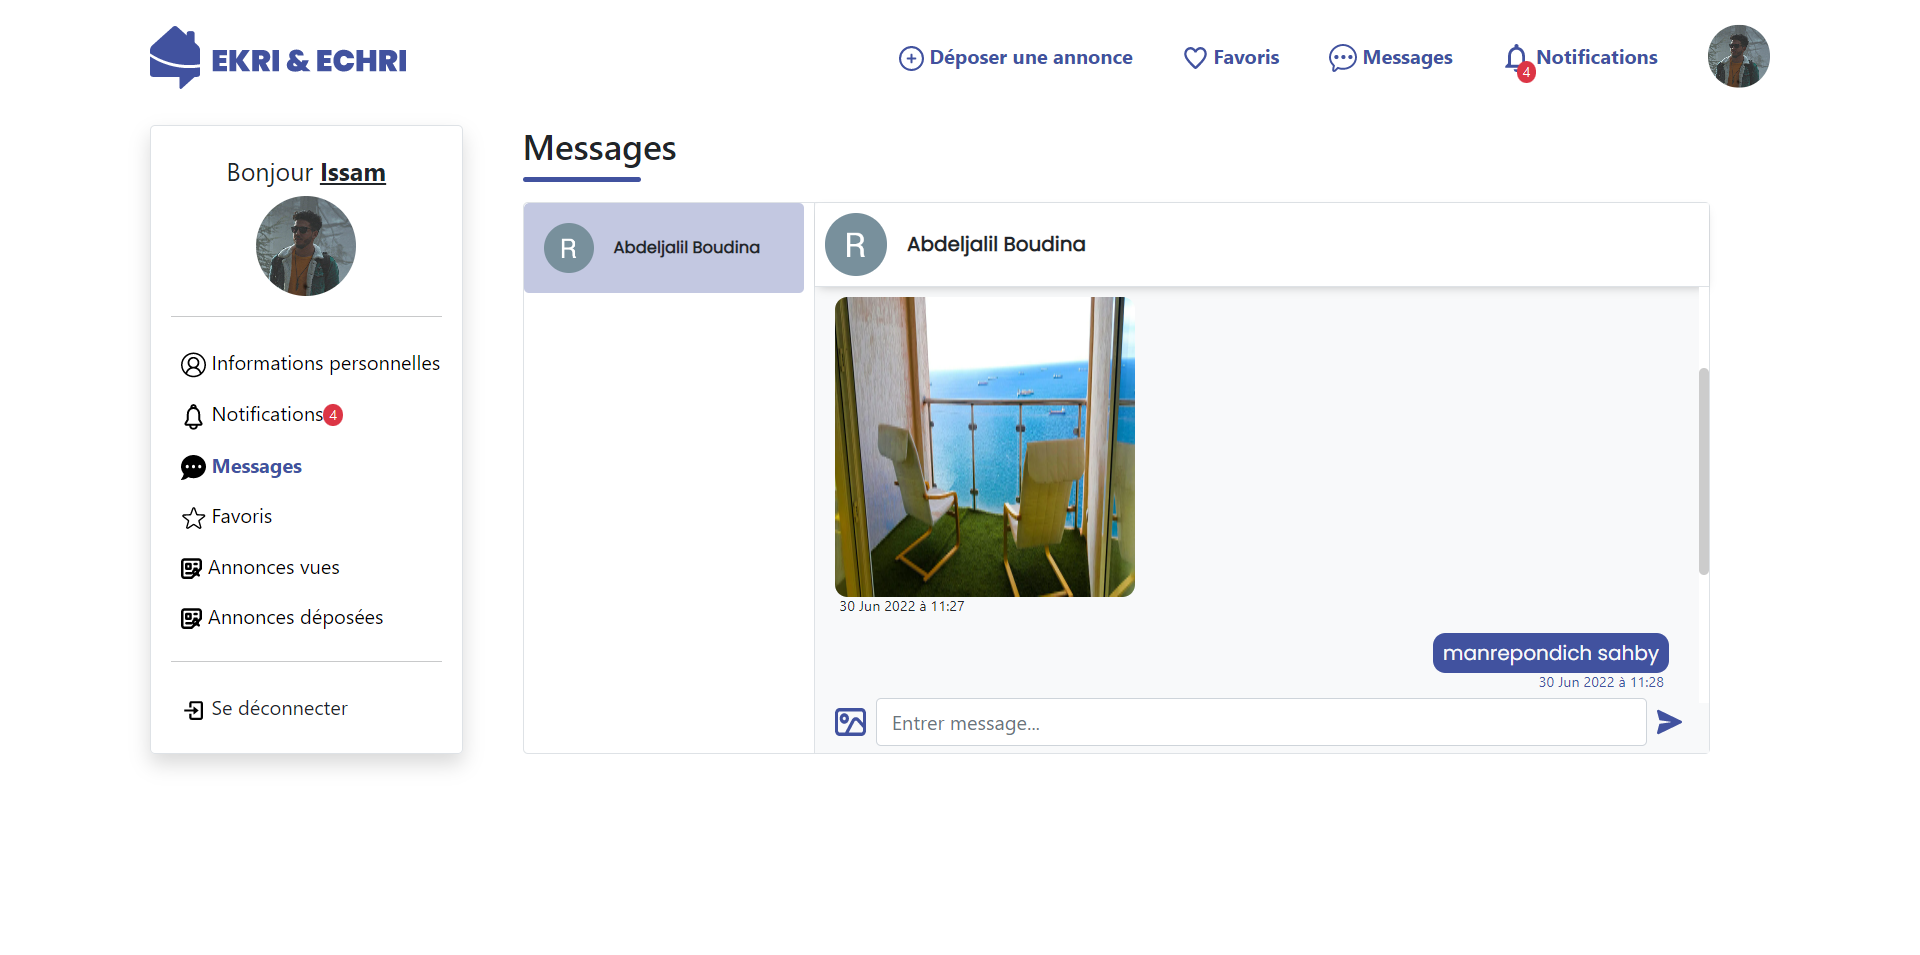 EKRI & ECHRI
Déposer une annonce
Favoris
Messages
4
Notifications
Bonjour Issam
Informations personnelles
Notifications 4
Messages
Favoris
Annonces vues
Annonces déposées
Se déconnecter
Messages
R
Abdeljalil Boudina
R
Abdeljalil Boudina
30 Jun 2022 à 11:27
manrepondich sahby
30 Jun 2022 à 11:28
Entrer message...